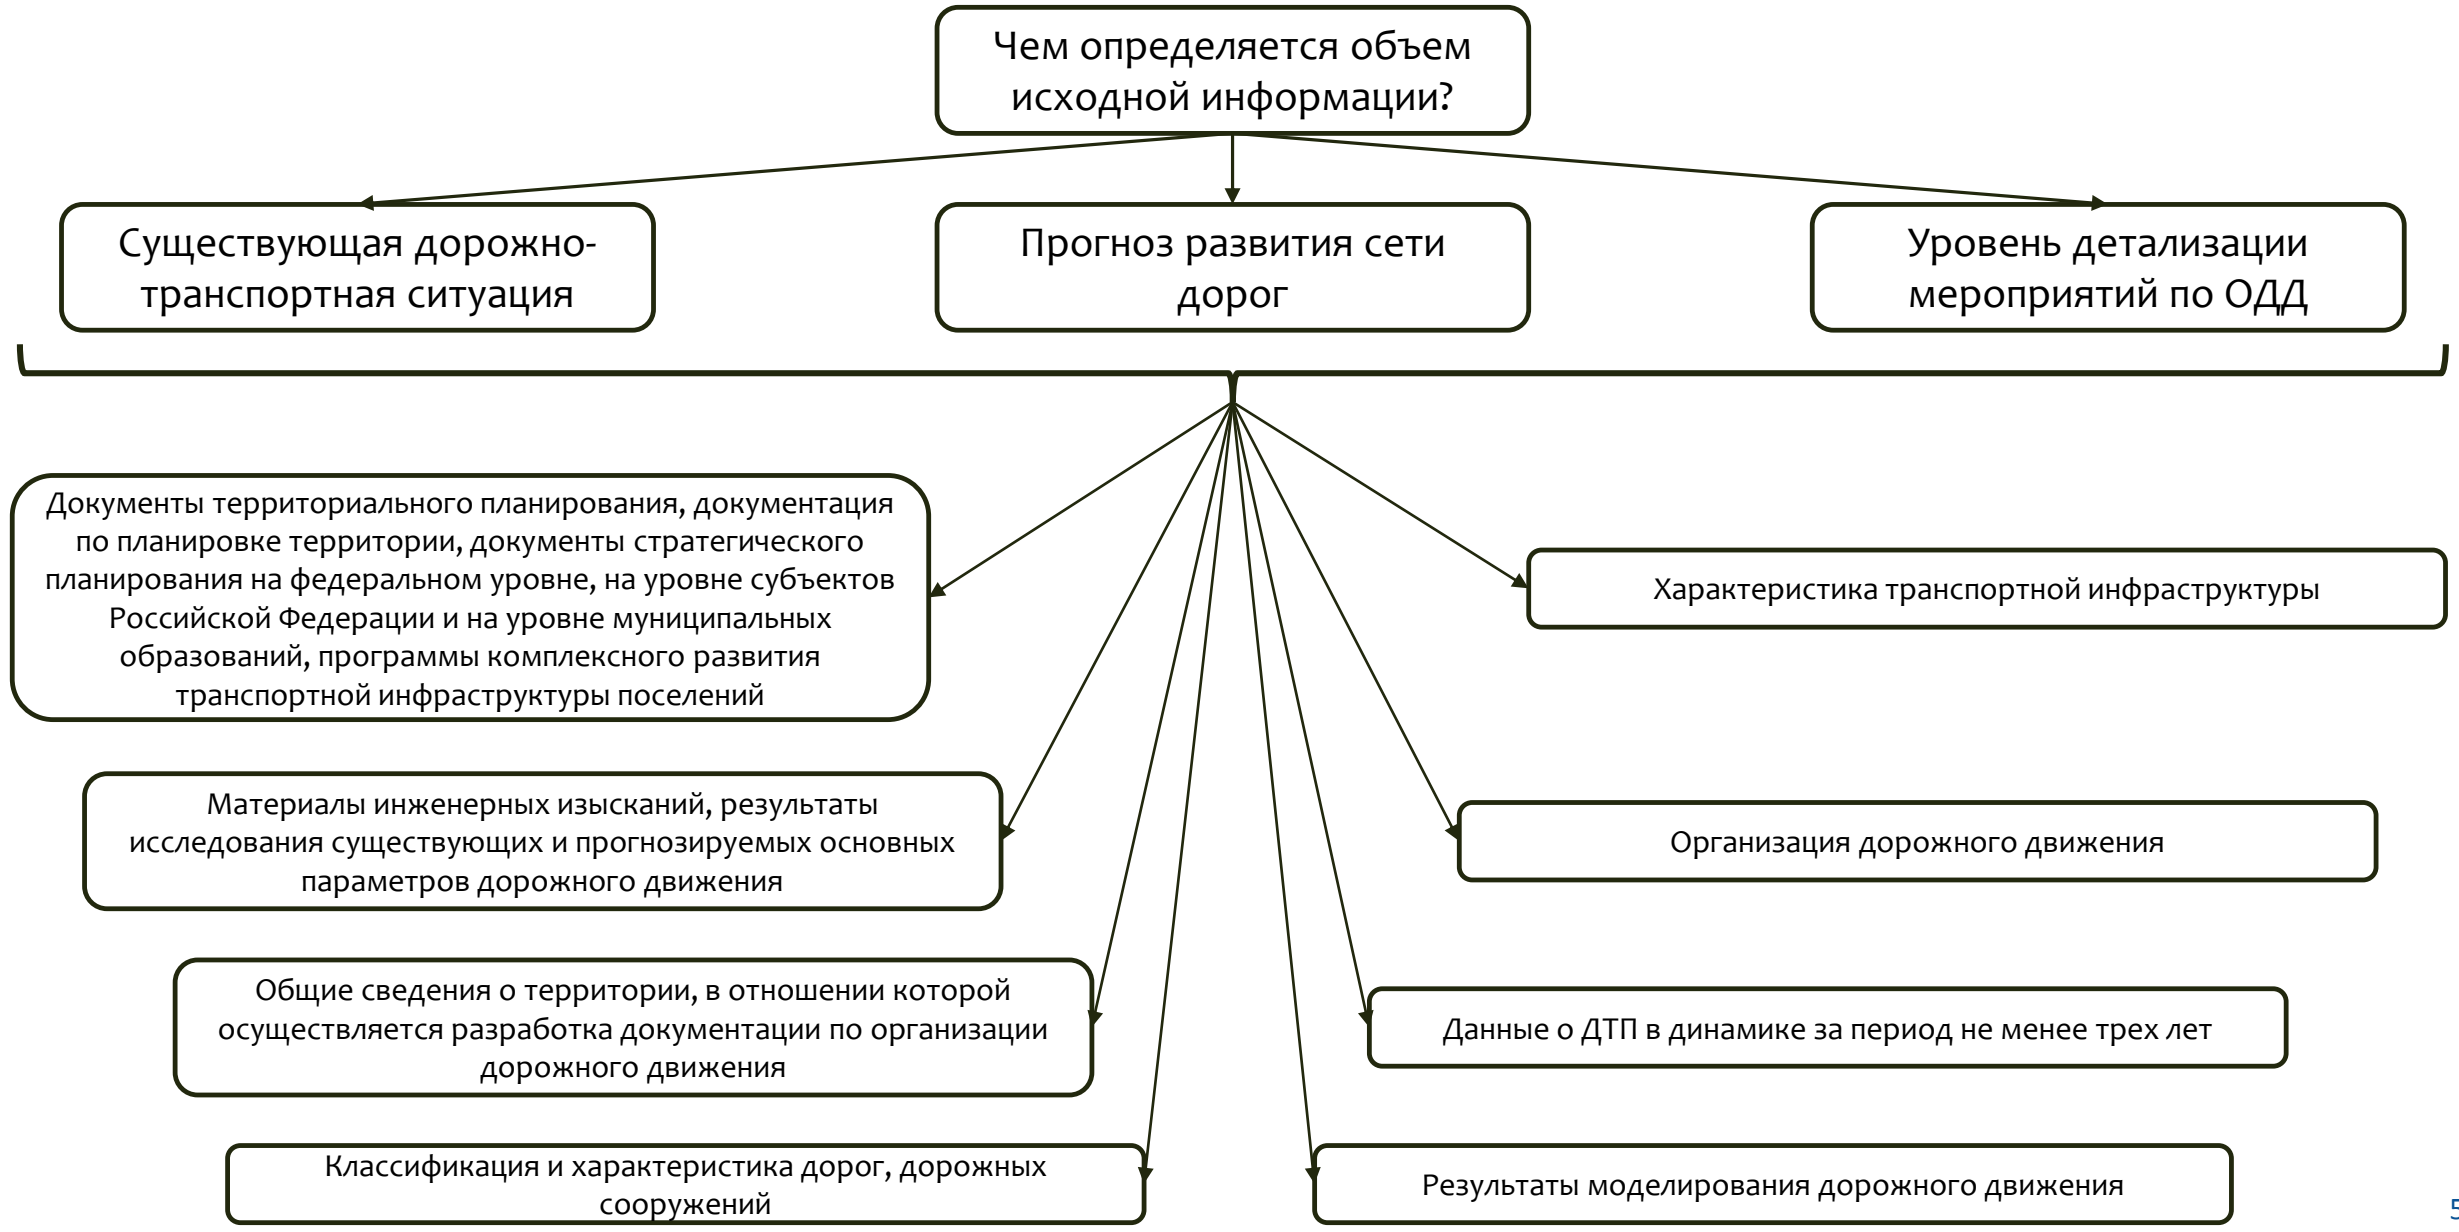 Чем определяется объем
исходной информации?
Существующая дорожно-
транспортная ситуация
Прогноз развития сети
дорог
Уровень детализации
мероприятий по ОДД
Документы территориального планирования, документация
по планировке территории, документы стратегического
планирования на федеральном уровне, на уровне субъектов
Российской Федерации и на уровне муниципальных
образований, программы комплексного развития
транспортной инфраструктуры поселений
Материалы инженерных изысканий, результаты
исследования существующих и прогнозируемых основных
параметров дорожного движения
Общие сведения о территории, в отношении которой
осуществляется разработка документации по организации
дорожного движения
Классификация и характеристика дорог, дорожных
сооружений
Характеристика транспортной инфраструктуры
Организация дорожного движения
Данные о ДТП в динамике за период не менее трех лет
Результаты моделирования дорожного движения
5